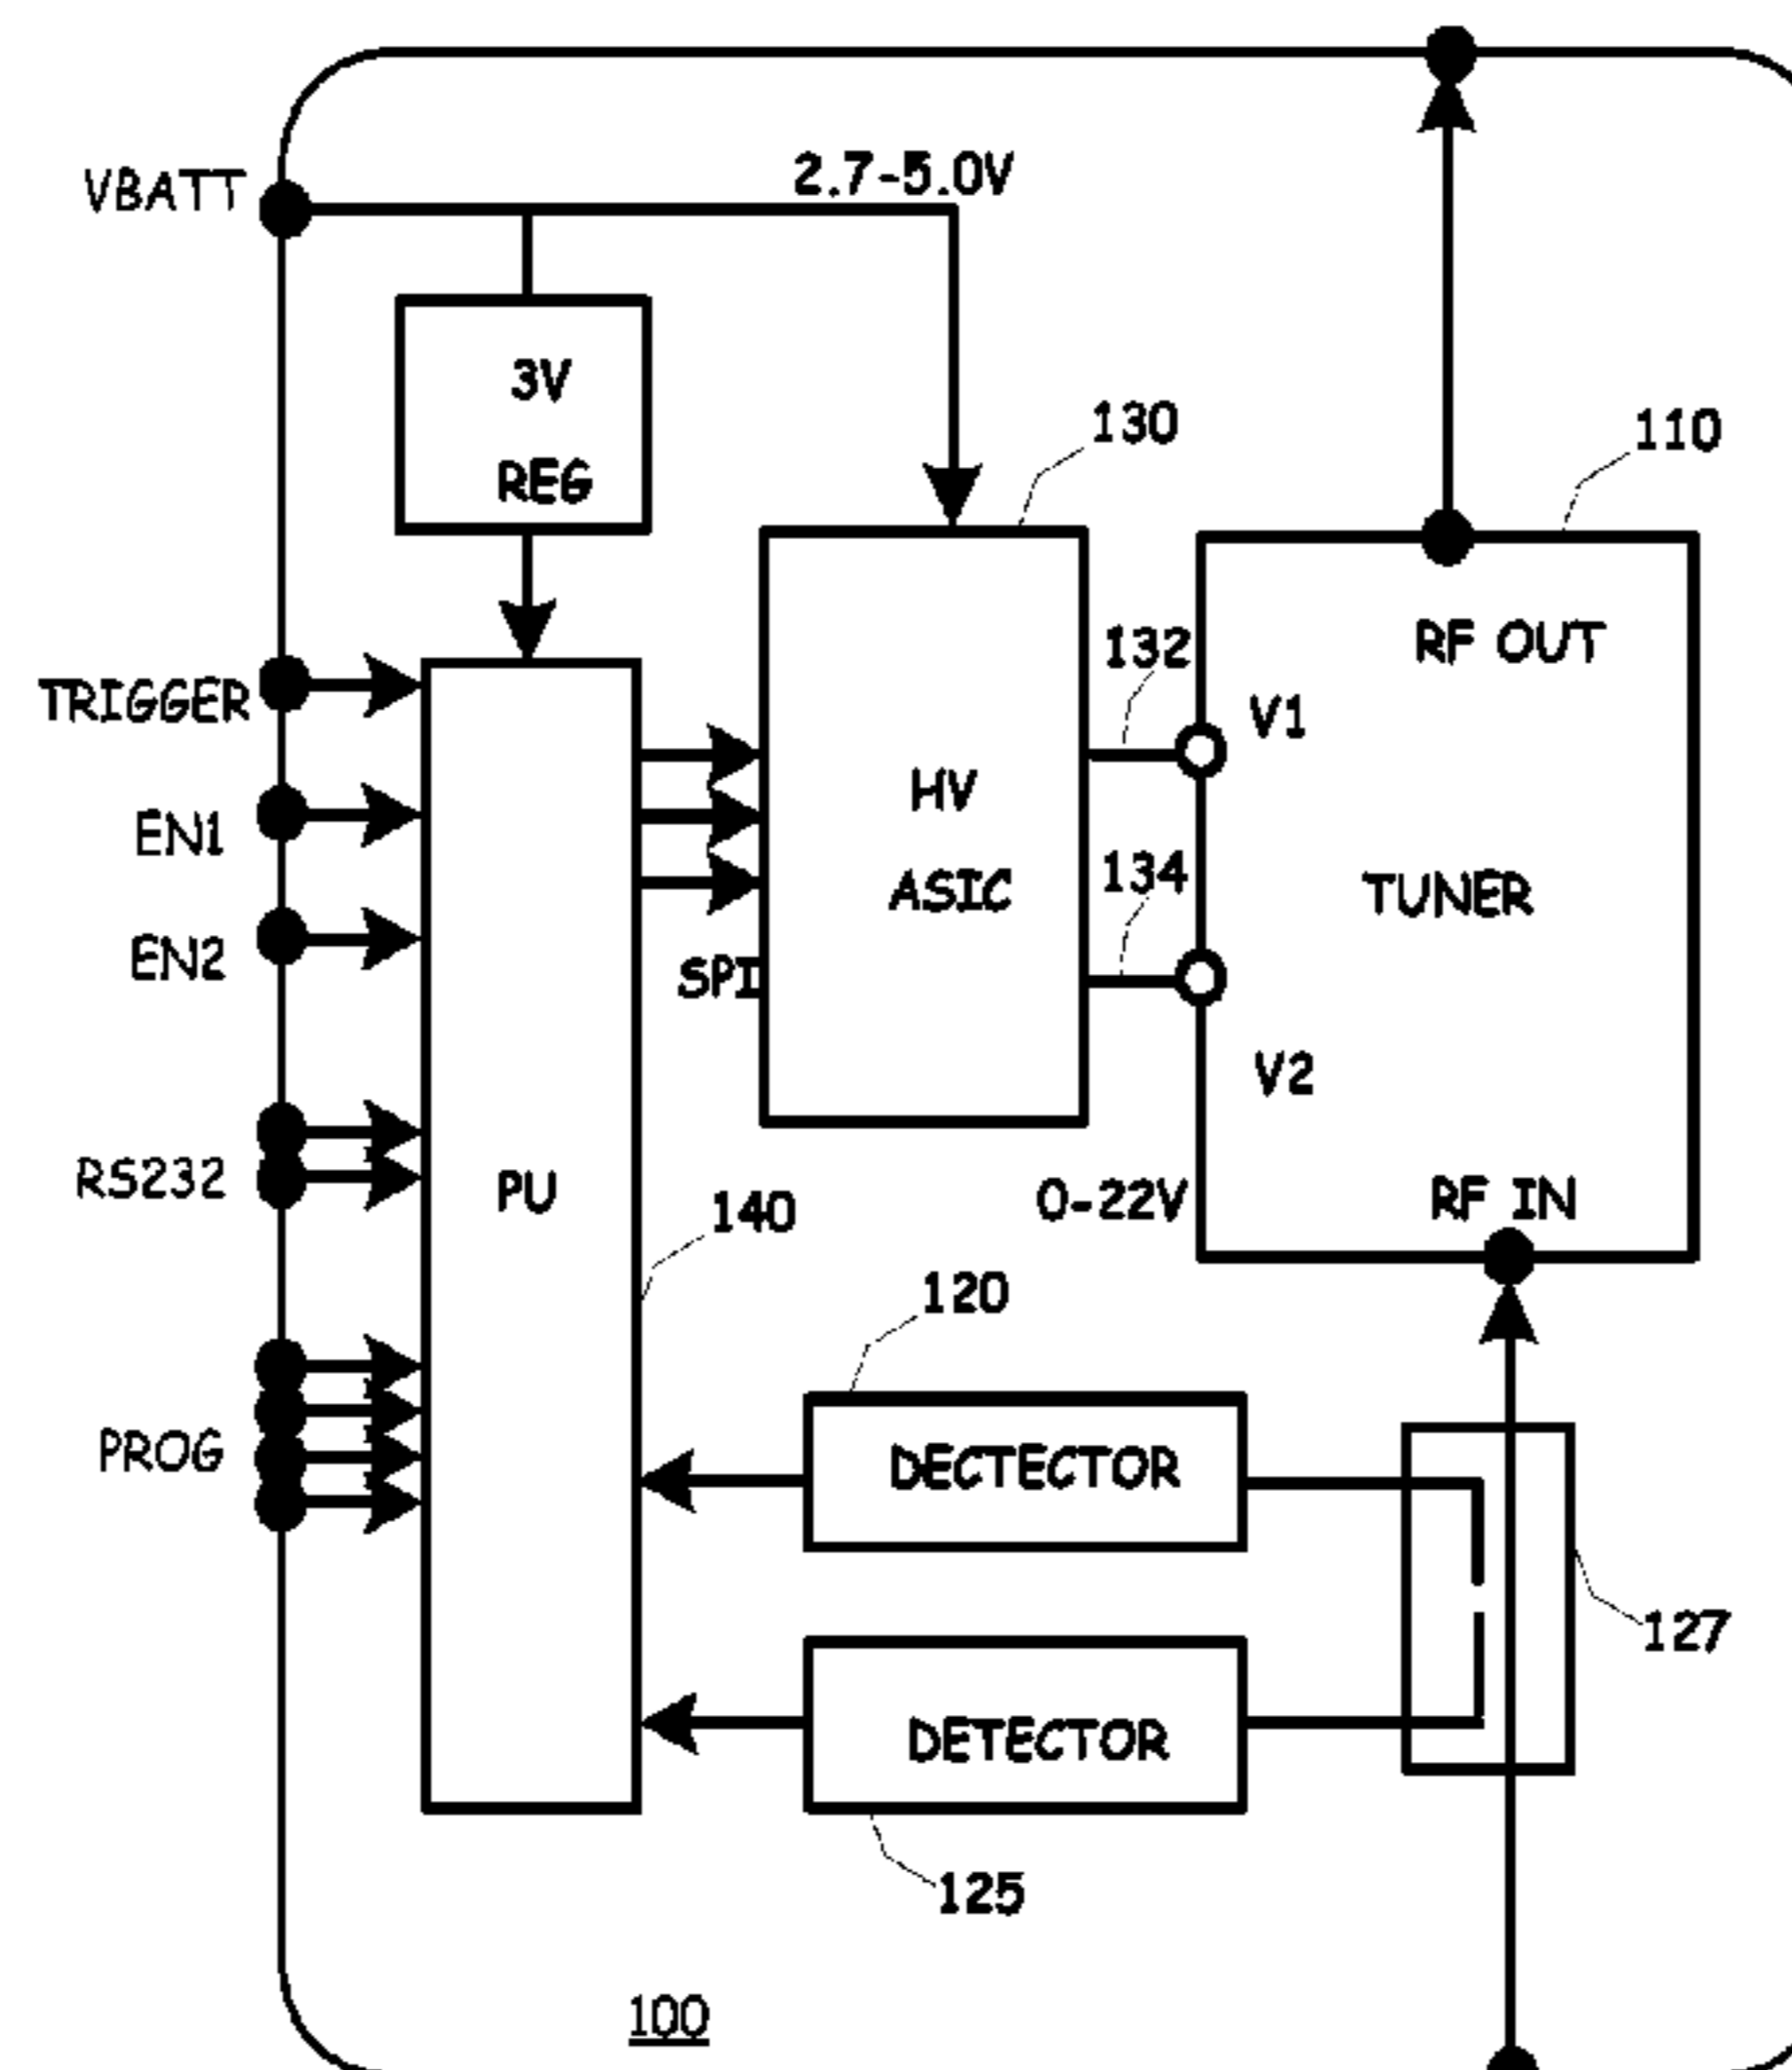 VBATT
2.7-5.0V
3V
REG
130
110
TRIGGER
132
RF OUT
V1
EN1
HV
ASIC
134
TUNER
EN2
SPI
V2
RS232
PU
140
0-22V
RF IN
120
PROG
DECTECTOR
127
DETECTOR
125
100